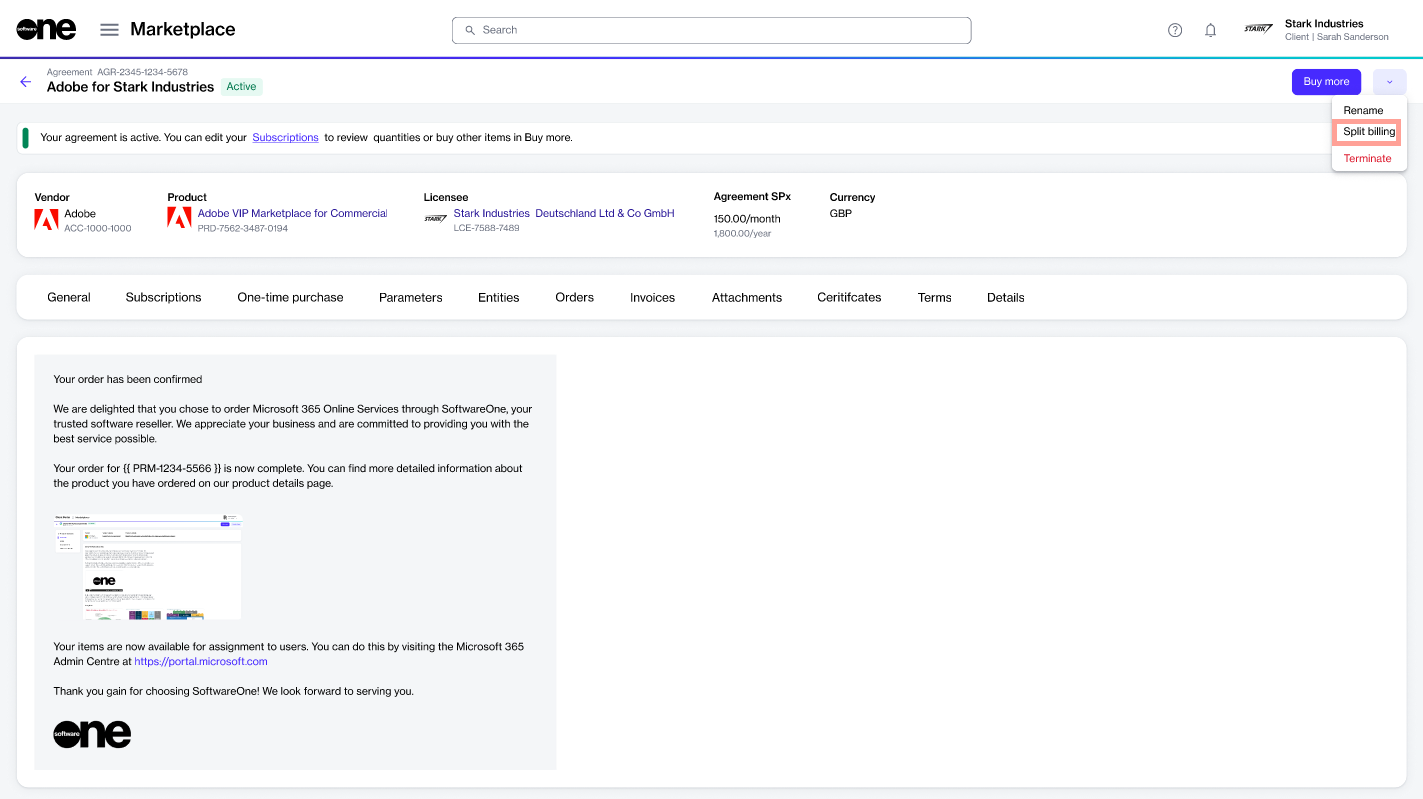 software one
Marketplace
Search
STARK
Stark Industries
Client | Sarah Sanderson
Agreement AGR-2345-1234-5678
Adobe for Stark Industries
Active
Buy more
Rename
Split billing
Terminate
Your agreement is active. You can edit your Subscriptions to review quantities or buy other items in Buy more.
Vendor
Adobe
ACC-1000-1000
Product
Adobe VIP Marketplace for Commercial
PRD-7562-3487-0194
Licensee
STARK
Stark Industries Deutschland Ltd & Co GmbH
LCE-7588-7489
Agreement SPx
150.00/month
1,800.00/year
Currency
GBP
General Subscriptions One-time purchase Parameters Entities Orders Invoices Attachments Ceritifcates Terms Details
Your order has been confirmed
We are delighted that you chose to order Microsoft 365 Online Services through SoftwareOne, your
trusted software reseller. We appreciate your business and are committed to providing you with the
best service possible.
Your order for {{ PRM-1234-5566 }} is now complete. You can find more detailed information about
the product you have ordered on our product details page.
one
Your items are now available for assignment to users. You can do this by visiting the Microsoft 365
Admin Centre at https://portal.microsoft.com
Thank you gain for choosing SoftwareOne! We look forward to serving you.
software one